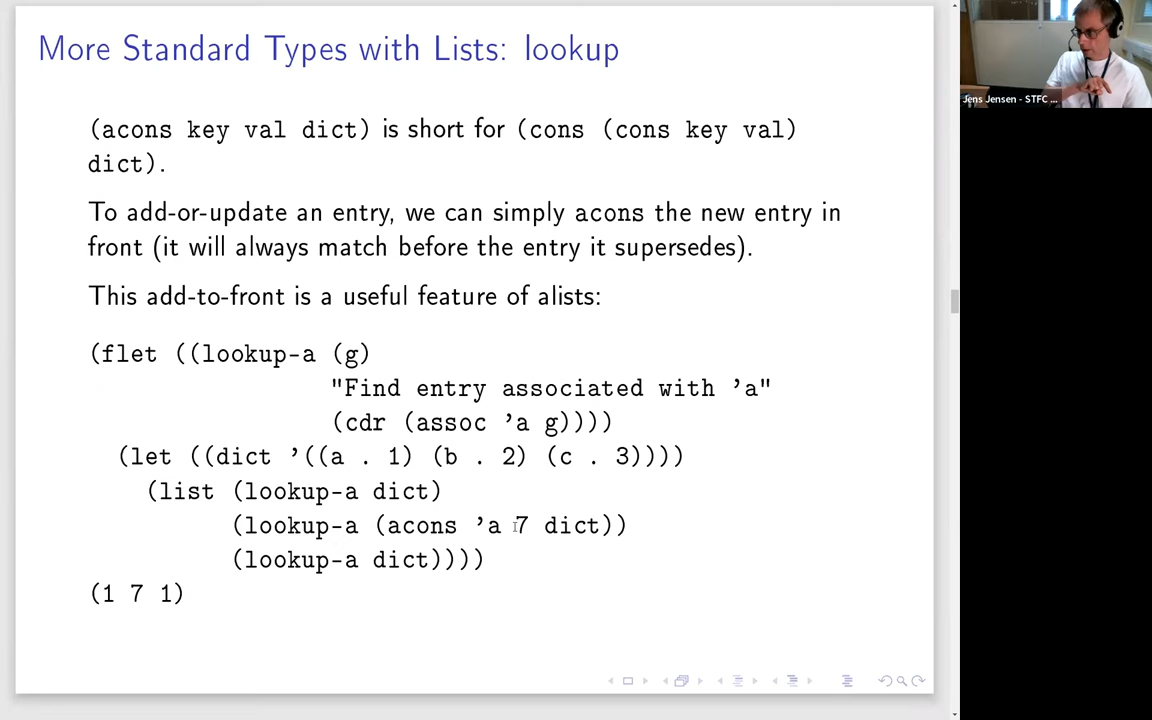 More Standard Types with Lists: lookup
(acons key val dict) is short for (cons (cons key val)
dict).
To add-or-update an entry, we can simply acons the new entry in
front (it will always match before the entry it supersedes).
This add-to-front is a useful feature of alists:
(flet ((lookup-a (g)
"Find entry associated with ’a"
(cdr (assoc ’a g))))
(let ((dict ’((a . 1) (b . 2) (c . 3))))
(list (lookup-a dict)
(lookup-a (acons ’a 7 dict))
(lookup-a dict))))
(1 7 1)
Jens Jensen - STFC ...